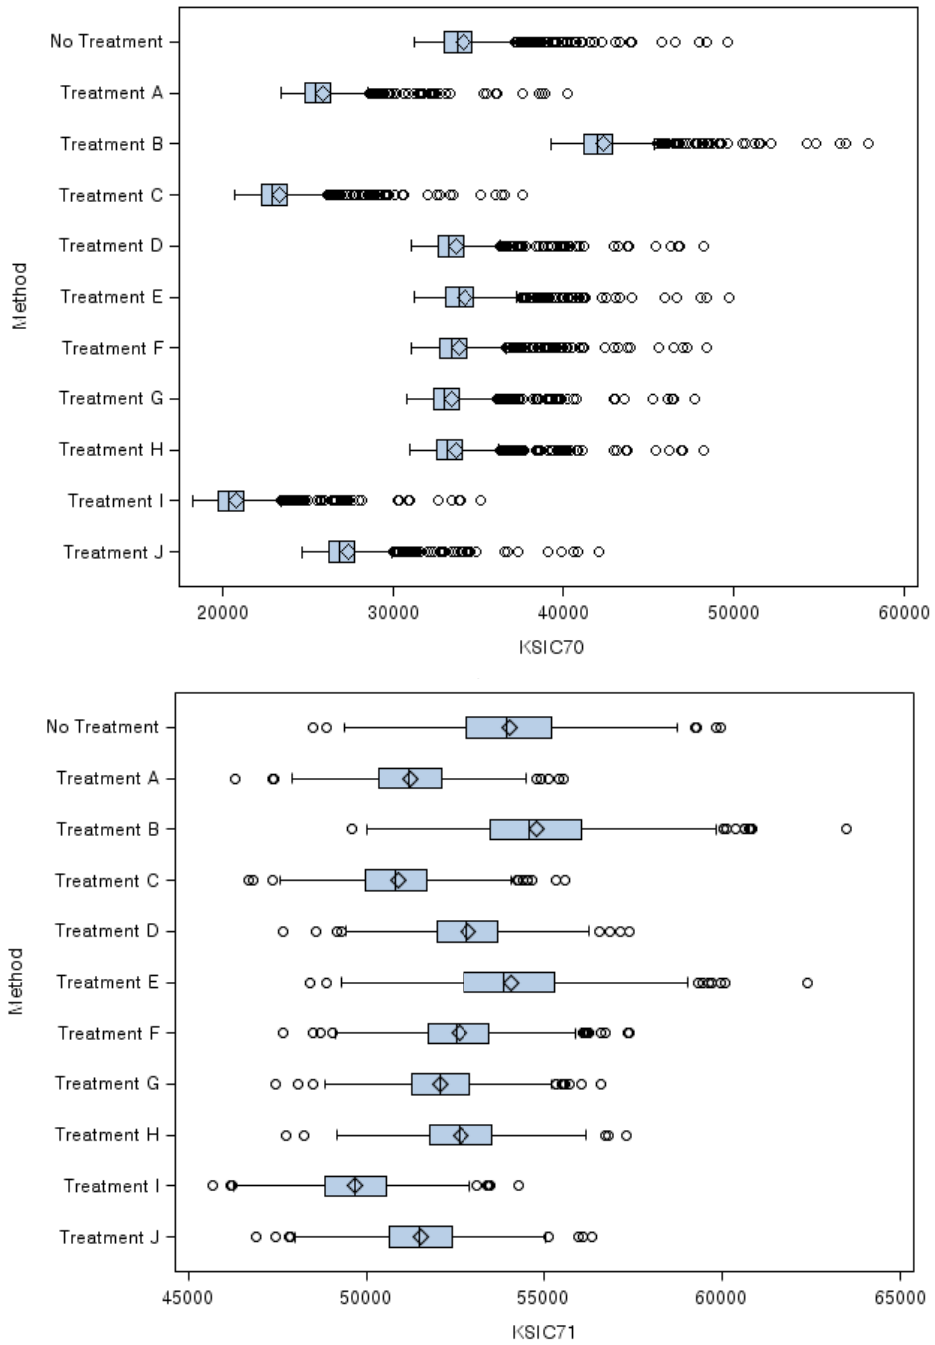 No Treatment
Treatment A
Treatment B
Treatment C
Treatment D
Treatment E
Treatment F
Treatment G
Treatment H
Treatment I
Treatment J
Method
20000 30000 40000 50000 60000
KSIC70
No Treatment
Treatment A
Treatment B
Treatment C
Treatment D
Treatment E
Treatment F
Treatment G
Treatment H
Treatment I
Treatment J
Method
45000 50000 55000 60000 65000
KSIC71